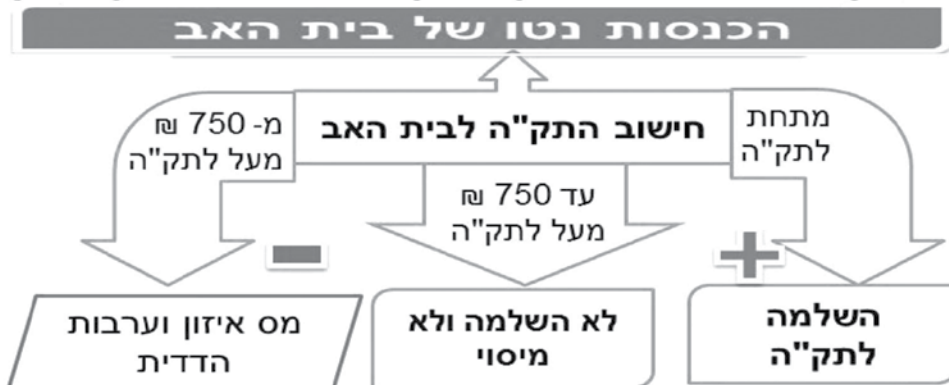 הכנסות נטו של בית האב
חישוב התק"ה לבית האב
מתחת
לתק"ה
עד 750 ₪
מעל לתק"ה
מ- 750 ₪
מעל לתק"ה
השלמה
לתק"ה
לא השלמה ולא
מיסוי
מס איזון וערבות
הדדית